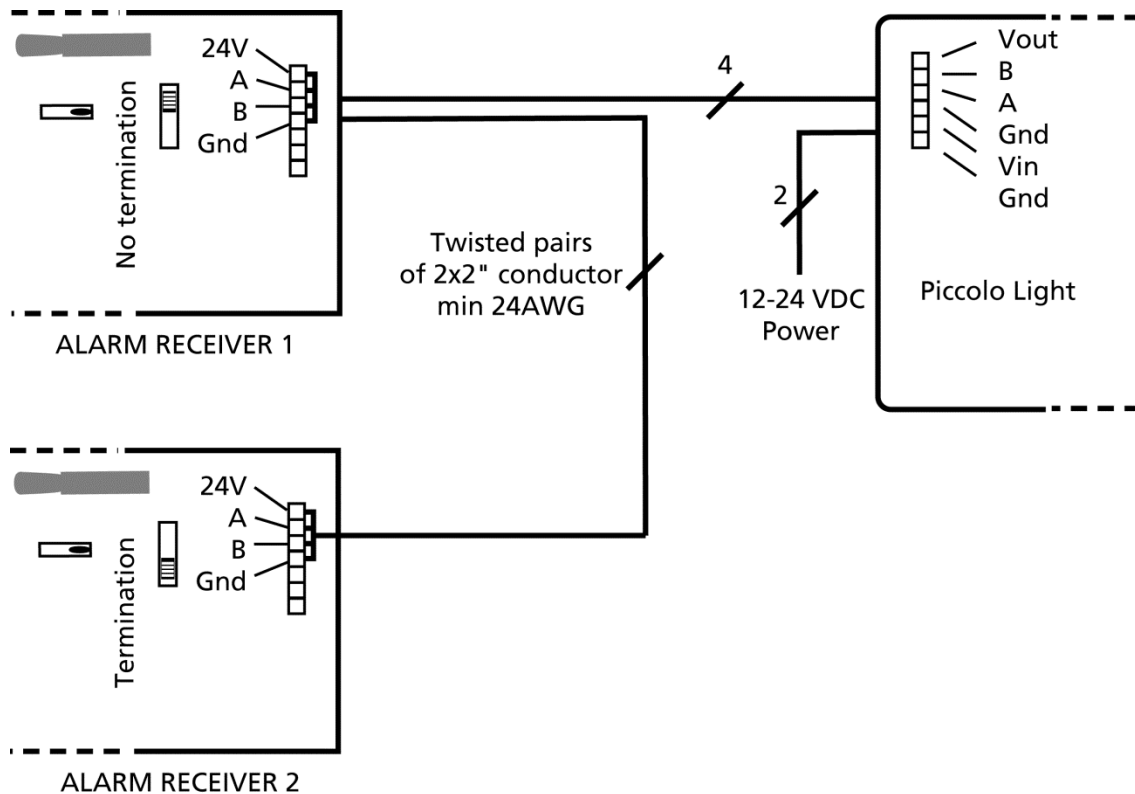 24V
A
B
Gnd
No termination
ALARM RECEIVER 1
4
2
Twisted pairs
of 2x2" conductor
min 24AWG
12-24 VDC
Power
Vout
B
A
Gnd
Vin
Gnd
Piccolo Light
24V
A
B
Gnd
Termination
ALARM RECEIVER 2